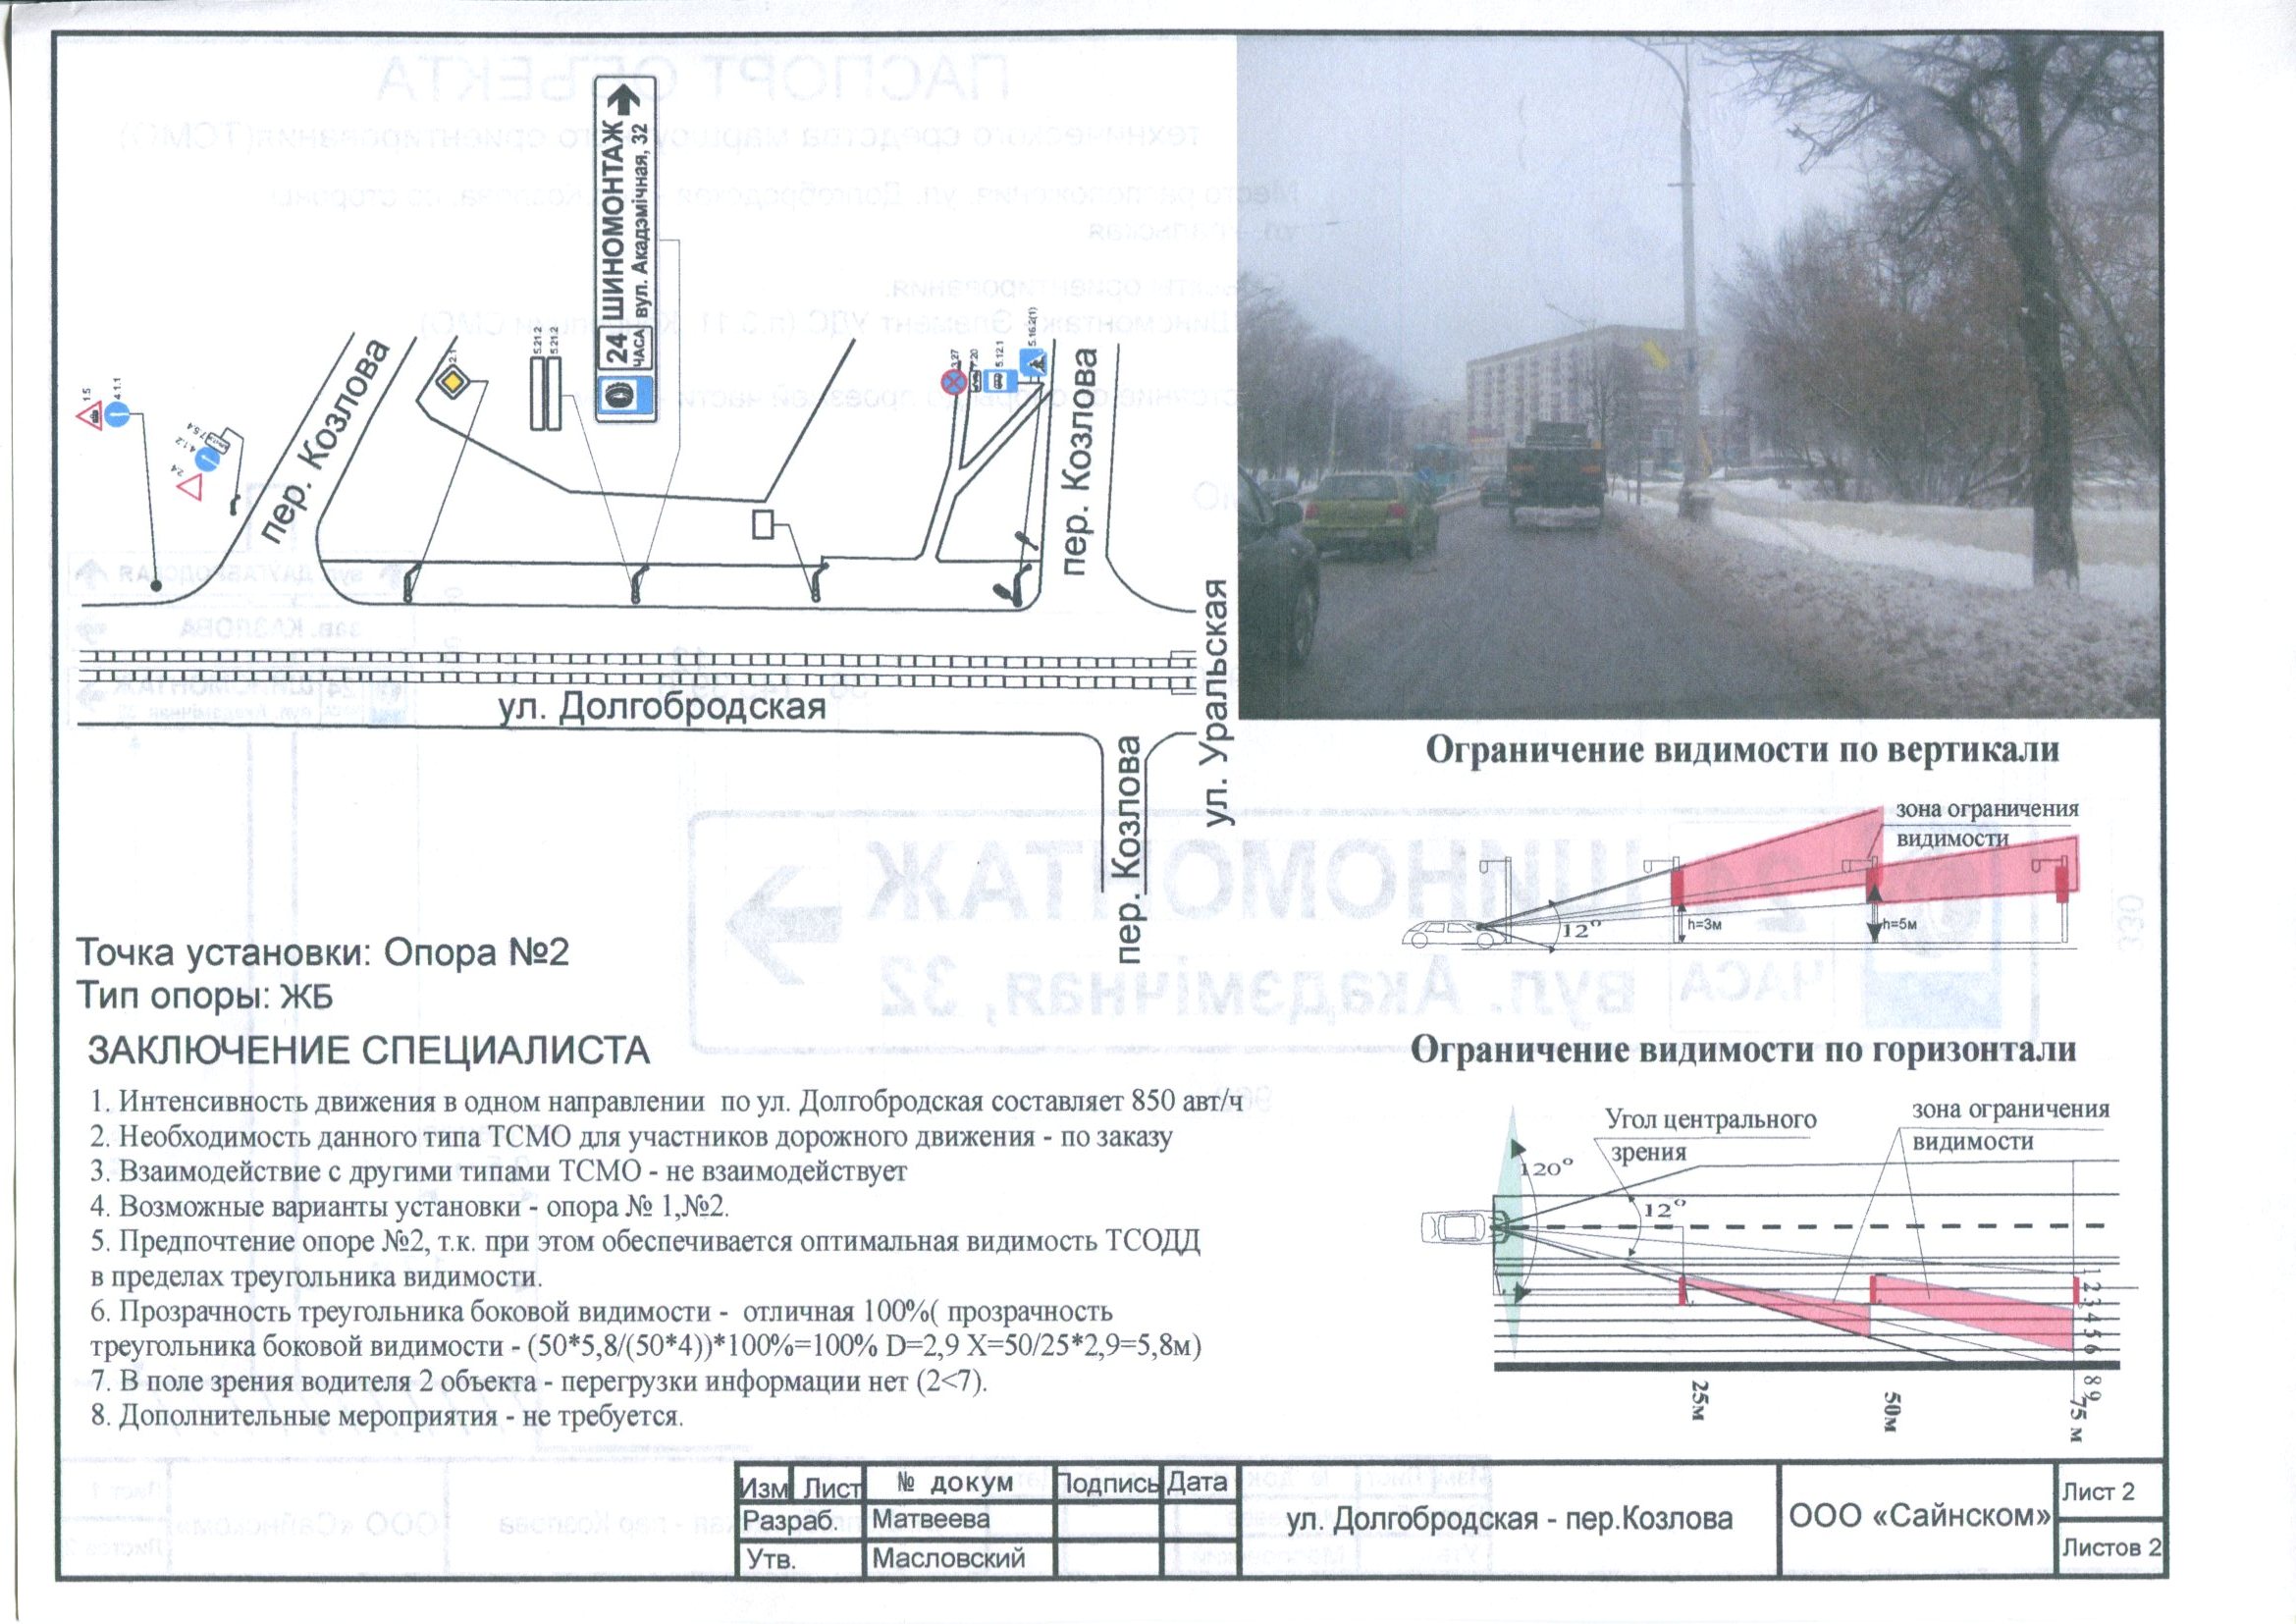 24 ЧАСА
ШИНОМОНТАЖ
вул. Акадэмічная, 32
1.5
4.1.1
2.4
4.1.2
7.5.4
пер. Козлова
2.1
5.21.2
5.21.2
3.27
5.12.1
5.16.2(1)
пер. Козлова
ул. Уральская
ул. Долгобродская
пер. Козлова
Точка установки: Опора №2
Тип опоры: ЖБ
ЗАКЛЮЧЕНИЕ СПЕЦИАЛИСТА
1. Интенсивность движения в одном направлении по ул. Долгобродская составляет 850 авт/ч
2. Необходимость данного типа ТСМО для участников дорожного движения - по заказу
3. Взаимодействие с другими типами ТСМО - не взаимодействует
4. Возможные варианты установки - опора № 1,№2.
5. Предпочтение опоре №2, т.к. при этом обеспечивается оптимальная видимость ТСОДД
в пределах треугольника видимости.
6. Прозрачность треугольника боковой видимости - отличная 100%( прозрачность
треугольника боковой видимости - (50*5,8/(50*4))*100%=100% D=2,9 X=50/25*2,9=5,8м)
7. В поле зрения водителя 2 объекта - перегрузки информации нет (2<7).
8. Дополнительные мероприятия - не требуется.
Ограничение видимости по вертикали
зона ограничения
видимости
12°
h=3м
h=5м
Ограничение видимости по горизонтали
Угол центрального
зрения
зона ограничения
видимости
120°
12°
1 2 3 4 5 6 8 9
25м
50м
75 м
Изм Лист № докум Подпись Дата
Разраб. Матвеева
Утв. Масловский
ул. Долгобродская - пер.Козлова
ООО «Сайнском»
Лист 2
Листов 2